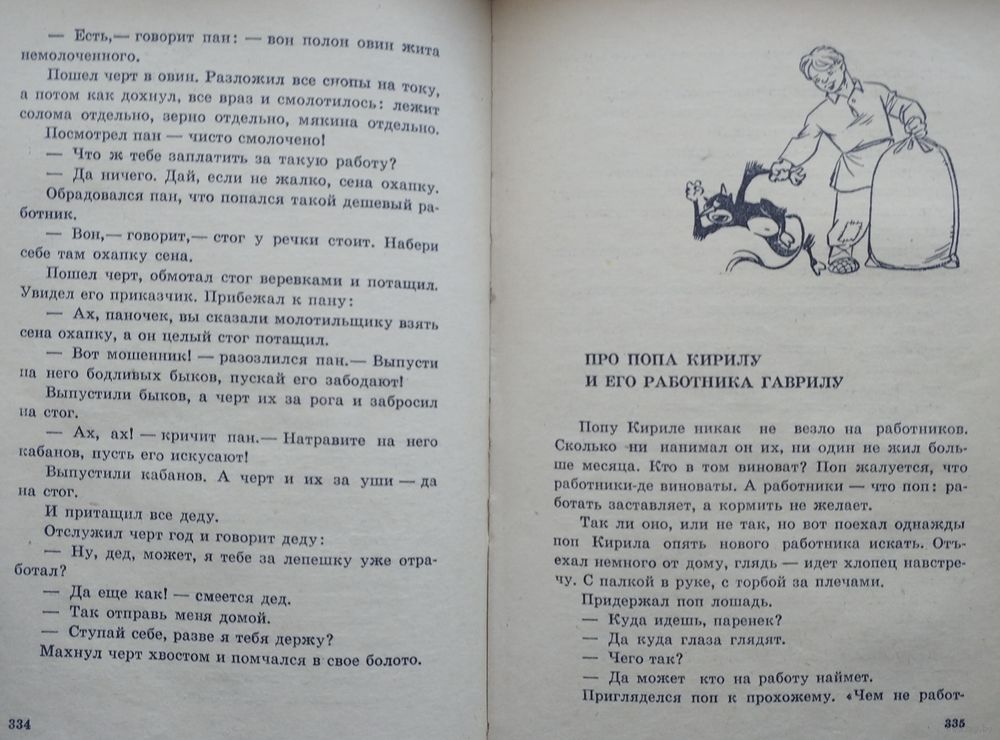 — Есть,— говорит пан: — вон полон овин жита
немолоченного.
Пошел черт в овин. Разложил все снопы на току,
а потом как дохнул, все враз и смолотилось: лежит
солома отдельно, зерно отдельно, мякина отдельно.
Посмотрел пан — чисто смолочено!
— Что ж тебе заплатить за такую работу?
— Да ничего. Дай, если не жалко, сена охапку.
Обрадовался пан, что попался такой дешевый ра-
ботник.
— Вон,— говорит,— стог у речки стоит. Набери
себе там охапку сена.
Пошел черт, обмотал стог веревками и потащил.
Увидел его приказчик. Прибежал к пану:
— Ах, паночек, вы сказали молотильщику взять
сена охапку, а он целый стог потащил.
— Вот мошенник! — разозлился пан.— Выпусти
на него бодливых быков, пускай его забодают!
Выпустили быков, а черт их за рога и забросил
на стог.
— Ах, ах! — кричит пан.— Натравите на него
кабанов, пусть его искусают!
Выпустили кабанов. А черт и их за уши — да
на стог.
И притащил все деду.
Отслужил черт год и говорит деду:
— Ну, дед, может, я тебе за лепешку уже отра-
ботал?
— Да еще как! — смеется дед.
— Так отправь меня домой.
— Ступай себе, разве я тебя держу?
Махнул черт хвостом и помчался в свое болото.
334
ПРО ПОПА КИРИЛУ
И ЕГО РАБОТНИКА ГАВРИЛУ
Попу Кириле никак не везло на работников.
Сколько ни нанимал он их, ни один не жил боль-
ше месяца. Кто в том виноват? Поп жалуется, что
работники-де виноваты. А работники — что поп: ра-
ботать заставляет, а кормить не желает.
Так ли оно, или не так, но вот поехал однажды
поп Кирила опять нового работника искать. Отъ-
ехал немного от дому, глядь — идет хлопец навстре-
чу. С палкой в руке, с торбой за плечами.
Придержал поп лошадь.
— Куда идешь, паренек?
— Да куда глаза глядят.
— Чего так?
— Да может кто на работу наймет.
Пригляделся поп к прохожему. «Чем не работ-
335